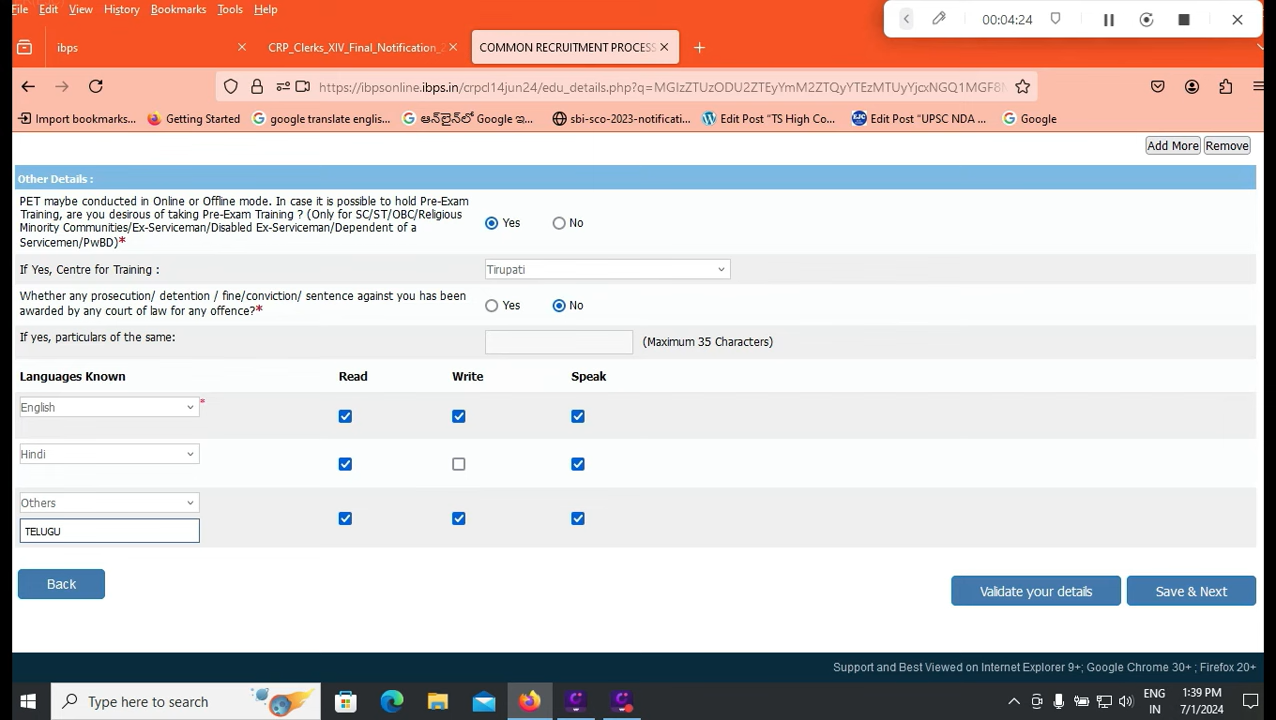 File Edit View History Bookmarks Tools Help
00:04:24
ibps
CRP_Clerks_XIV_Final_Notification_
COMMON RECRUITMENT PROCESS
https://ibpsonline.ibps.in/crpcl14jun24/edu_details.php?q=MGIzZTUzODU2ZTEyYmM2ZTQyYTEzMTUyYjcxNGQ1MGF8M
Import bookmarks... Getting Started google translate englis... ఆన్‌లైన్‌లో Google ఇ... sbi-sco-2023-notificati... Edit Post "TS High Co... Edit Post "UPSC NDA ... Google
Add More Remove
Other Details :
PET maybe conducted in Online or Offline mode. In case it is possible to hold Pre-Exam
Training, are you desirous of taking Pre-Exam Training ? (Only for SC/ST/OBC/Religious
Minority Communities/Ex-Serviceman/Disabled Ex-Serviceman/Dependent of a
Servicemen/PwBD)*
Yes No
If Yes, Centre for Training :
Tirupati
Whether any prosecution/ detention / fine/conviction/ sentence against you has been
awarded by any court of law for any offence?*
Yes No
If yes, particulars of the same:
(Maximum 35 Characters)
Languages Known Read Write Speak
English *
Hindi
Others
TELUGU
Back
Validate your details Save & Next
Support and Best Viewed on Internet Explorer 9+; Google Chrome 30+ ; Firefox 20+
Type here to search
ENG
IN
1:39 PM
7/1/2024